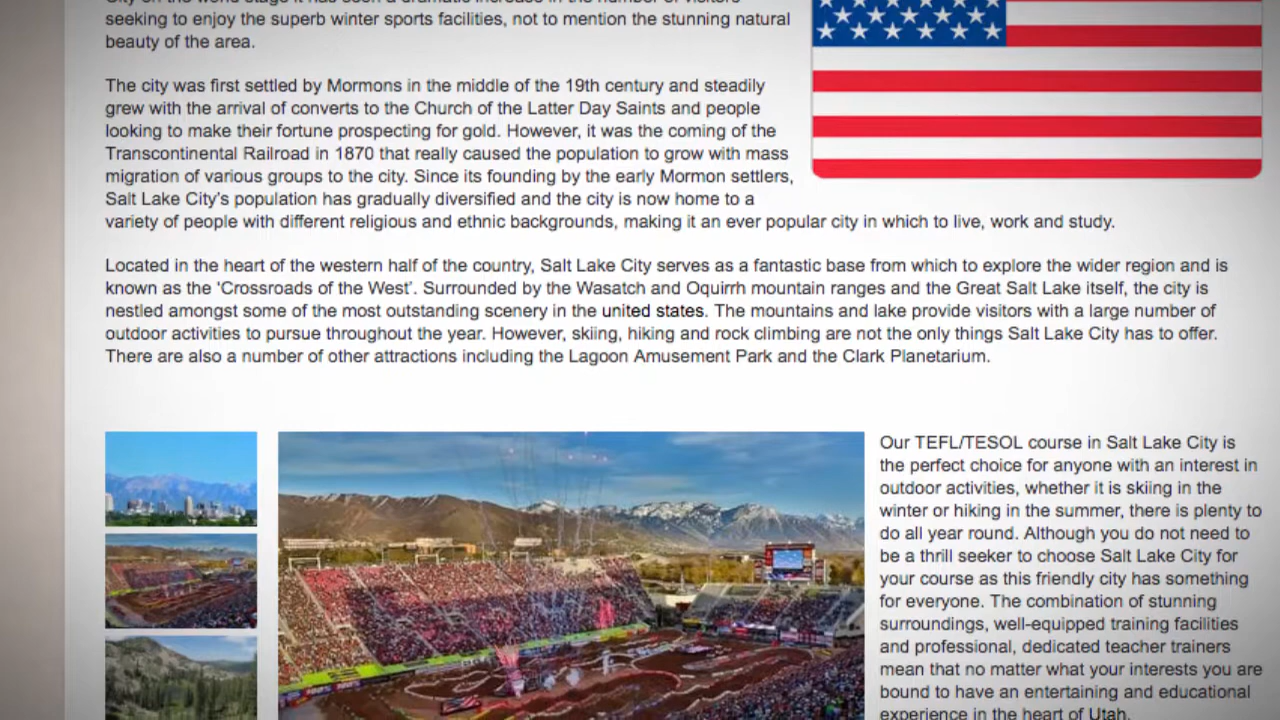 seeking to enjoy the superb winter sports facilities, not to mention the stunning natural
beauty of the area.
The city was first settled by Mormons in the middle of the 19th century and steadily
grew with the arrival of converts to the Church of the Latter Day Saints and people
looking to make their fortune prospecting for gold. However, it was the coming of the
Transcontinental Railroad in 1870 that really caused the population to grow with mass
migration of various groups to the city. Since its founding by the early Mormon settlers,
Salt Lake City's population has gradually diversified and the city is now home to a
variety of people with different religious and ethnic backgrounds, making it an ever popular city in which to live, work and study.
Located in the heart of the western half of the country, Salt Lake City serves as a fantastic base from which to explore the wider region and is
known as the 'Crossroads of the West'. Surrounded by the Wasatch and Oquirrh mountain ranges and the Great Salt Lake itself, the city is
nestled amongst some of the most outstanding scenery in the united states. The mountains and lake provide visitors with a large number of
outdoor activities to pursue throughout the year. However, skiing, hiking and rock climbing are not the only things Salt Lake City has to offer.
There are also a number of other attractions including the Lagoon Amusement Park and the Clark Planetarium.
Our TEFL/TESOL course in Salt Lake City is
the perfect choice for anyone with an interest in
outdoor activities, whether it is skiing in the
winter or hiking in the summer, there is plenty to
do all year round. Although you do not need to
be a thrill seeker to choose Salt Lake City for
your course as this friendly city has something
for everyone. The combination of stunning
surroundings, well-equipped training facilities
and professional, dedicated teacher trainers
mean that no matter what your interests you are
bound to have an entertaining and educational
experience in the heart of Utah.